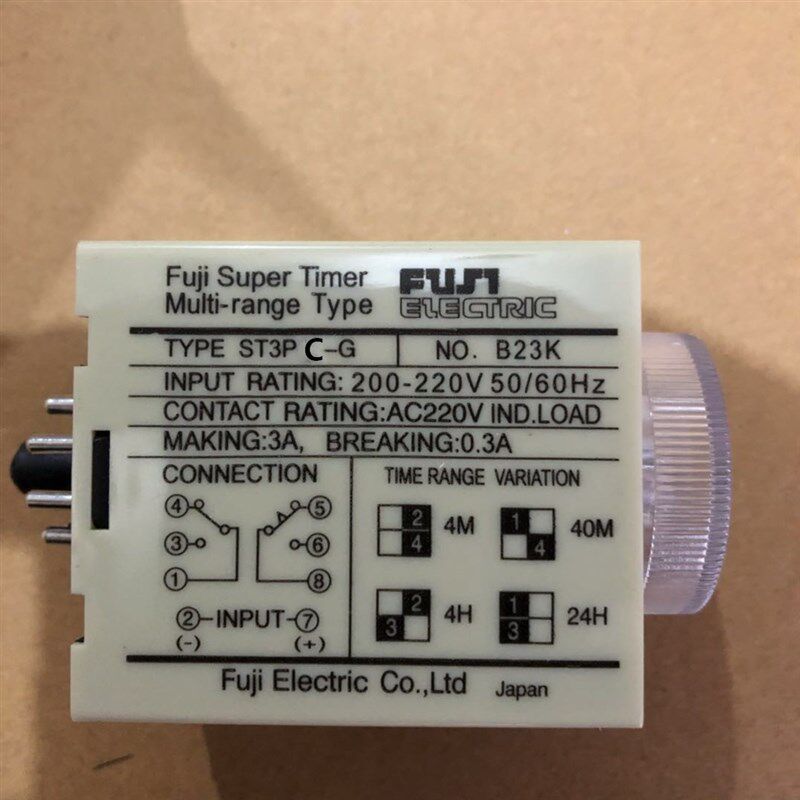 Fuji Super Timer
Multi-range Type
FUJI
ELECTRIC
TYPE ST3P C-G
NO. B23K
INPUT RATING: 200-220V 50/60Hz
CONTACT RATING:AC220V IND.LOAD
MAKING:3A, BREAKING:0.3A
CONNECTION
④ ⑤
③ ⑥
① ⑧
②-INPUT-⑦
(-) (+)
TIME RANGE VARIATION
2
4 4M
1
4 40M
2
3 4H
1
3 24H
Fuji Electric Co.,Ltd Japan